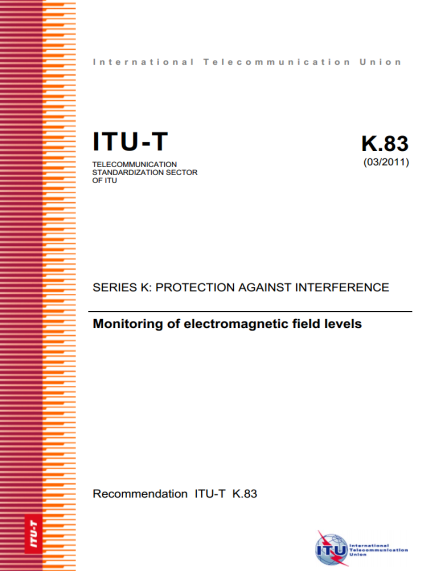 International Telecommunication Union
ITU-T
K.83
TELECOMMUNICATION
STANDARDIZATION SECTOR
OF ITU
(03/2011)
SERIES K: PROTECTION AGAINST INTERFERENCE
Monitoring of electromagnetic field levels
Recommendation ITU-T K.83
ITU-T
ITU
International
Telecommunication
Union